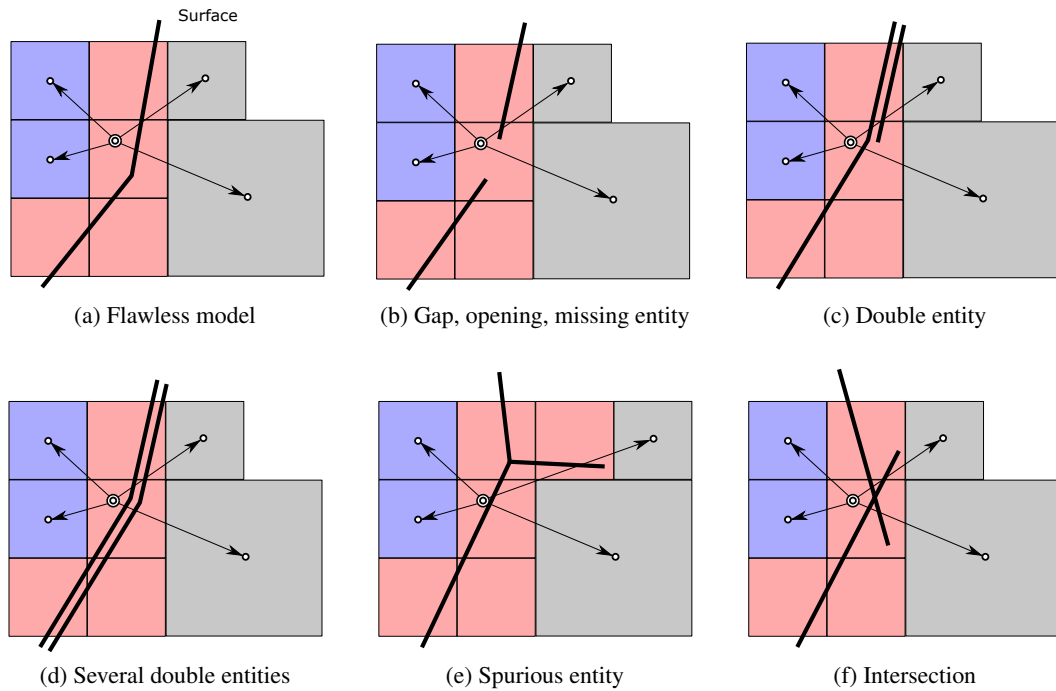 Surface
(a) Flawless model
(b) Gap, opening, missing entity
(c) Double entity
(d) Several double entities
(e) Spurious entity
(f) Intersection